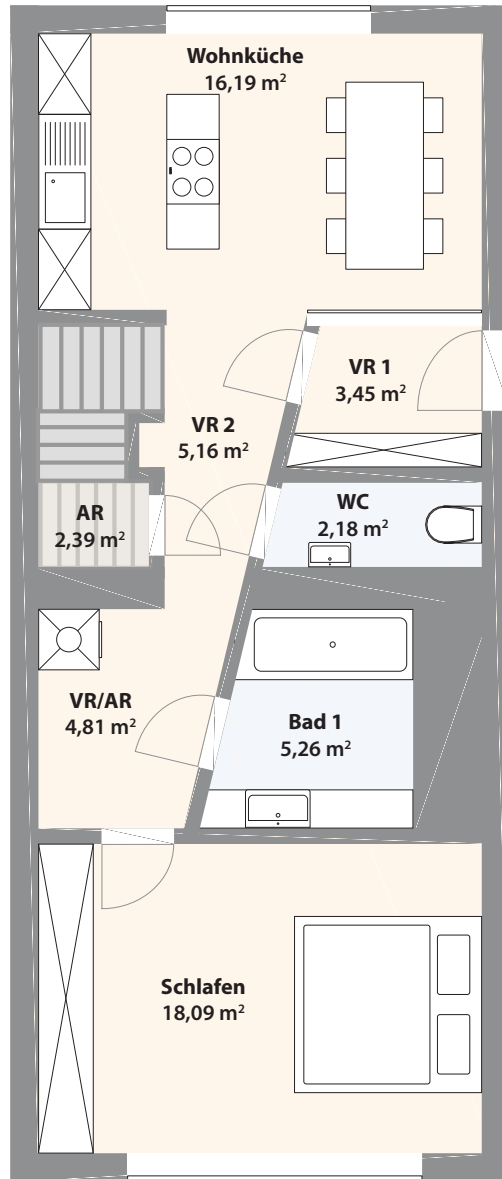 Wohnküche
16,19 m²
VR 1
3,45 m²
VR 2
5,16 m²
AR
2,39 m²
WC
2,18 m²
VR/AR
4,81 m²
Bad 1
5,26 m²
Schlafen
18,09 m²